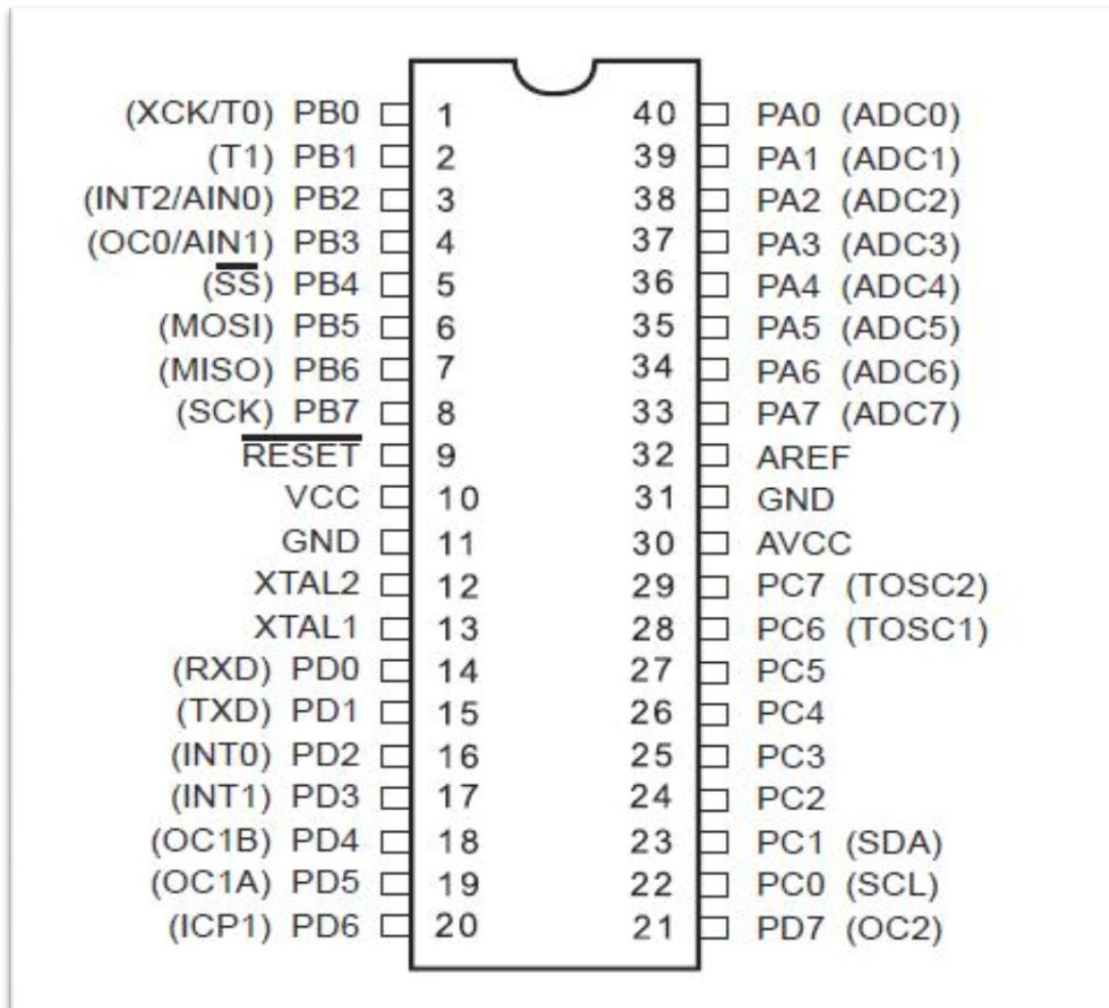 (XCK/T0) PB0 1 40 PA0 (ADC0)
(T1) PB1 2 39 PA1 (ADC1)
(INT2/AIN0) PB2 3 38 PA2 (ADC2)
(OC0/AIN1) PB3 4 37 PA3 (ADC3)
(SS) PB4 5 36 PA4 (ADC4)
(MOSI) PB5 6 35 PA5 (ADC5)
(MISO) PB6 7 34 PA6 (ADC6)
(SCK) PB7 8 33 PA7 (ADC7)
RESET 9 32 AREF
VCC 10 31 GND
GND 11 30 AVCC
XTAL2 12 29 PC7 (TOSC2)
XTAL1 13 28 PC6 (TOSC1)
(RXD) PD0 14 27 PC5
(TXD) PD1 15 26 PC4
(INT0) PD2 16 25 PC3
(INT1) PD3 17 24 PC2
(OC1B) PD4 18 23 PC1 (SDA)
(OC1A) PD5 19 22 PC0 (SCL)
(ICP1) PD6 20 21 PD7 (OC2)